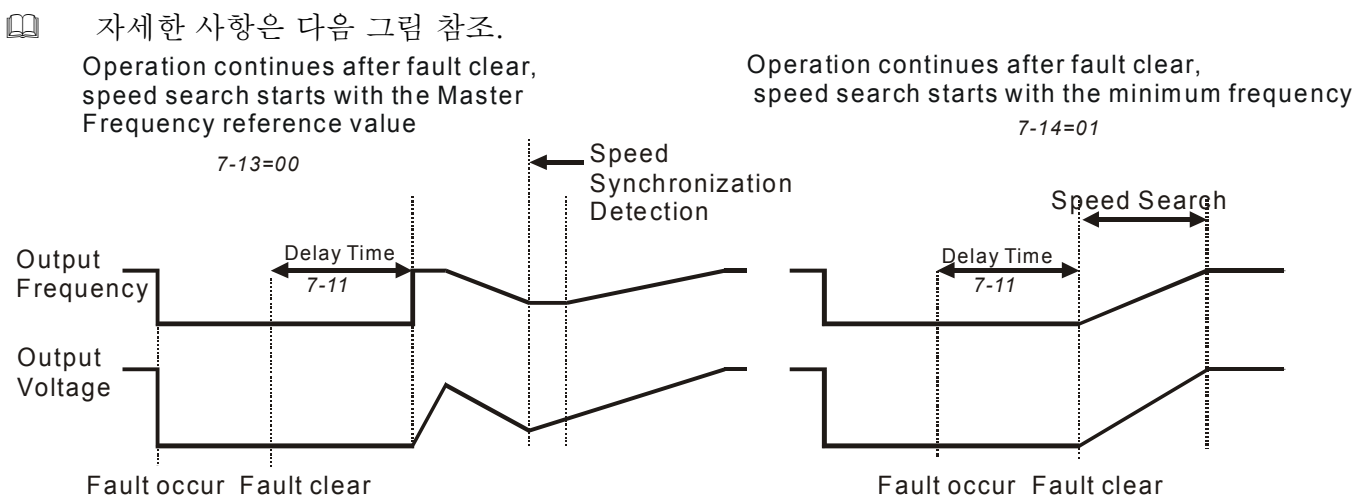 자세한 사항은 다음 그림 참조.
Operation continues after fault clear,
speed search starts with the Master
Frequency reference value
7-13=00
Operation continues after fault clear,
speed search starts with the minimum frequency
7-14=01
Speed
Synchronization
Detection
Speed Search
Output
Frequency
Delay Time
7-11
Delay Time
7-11
Output
Voltage
Fault occur Fault clear
Fault occur Fault clear